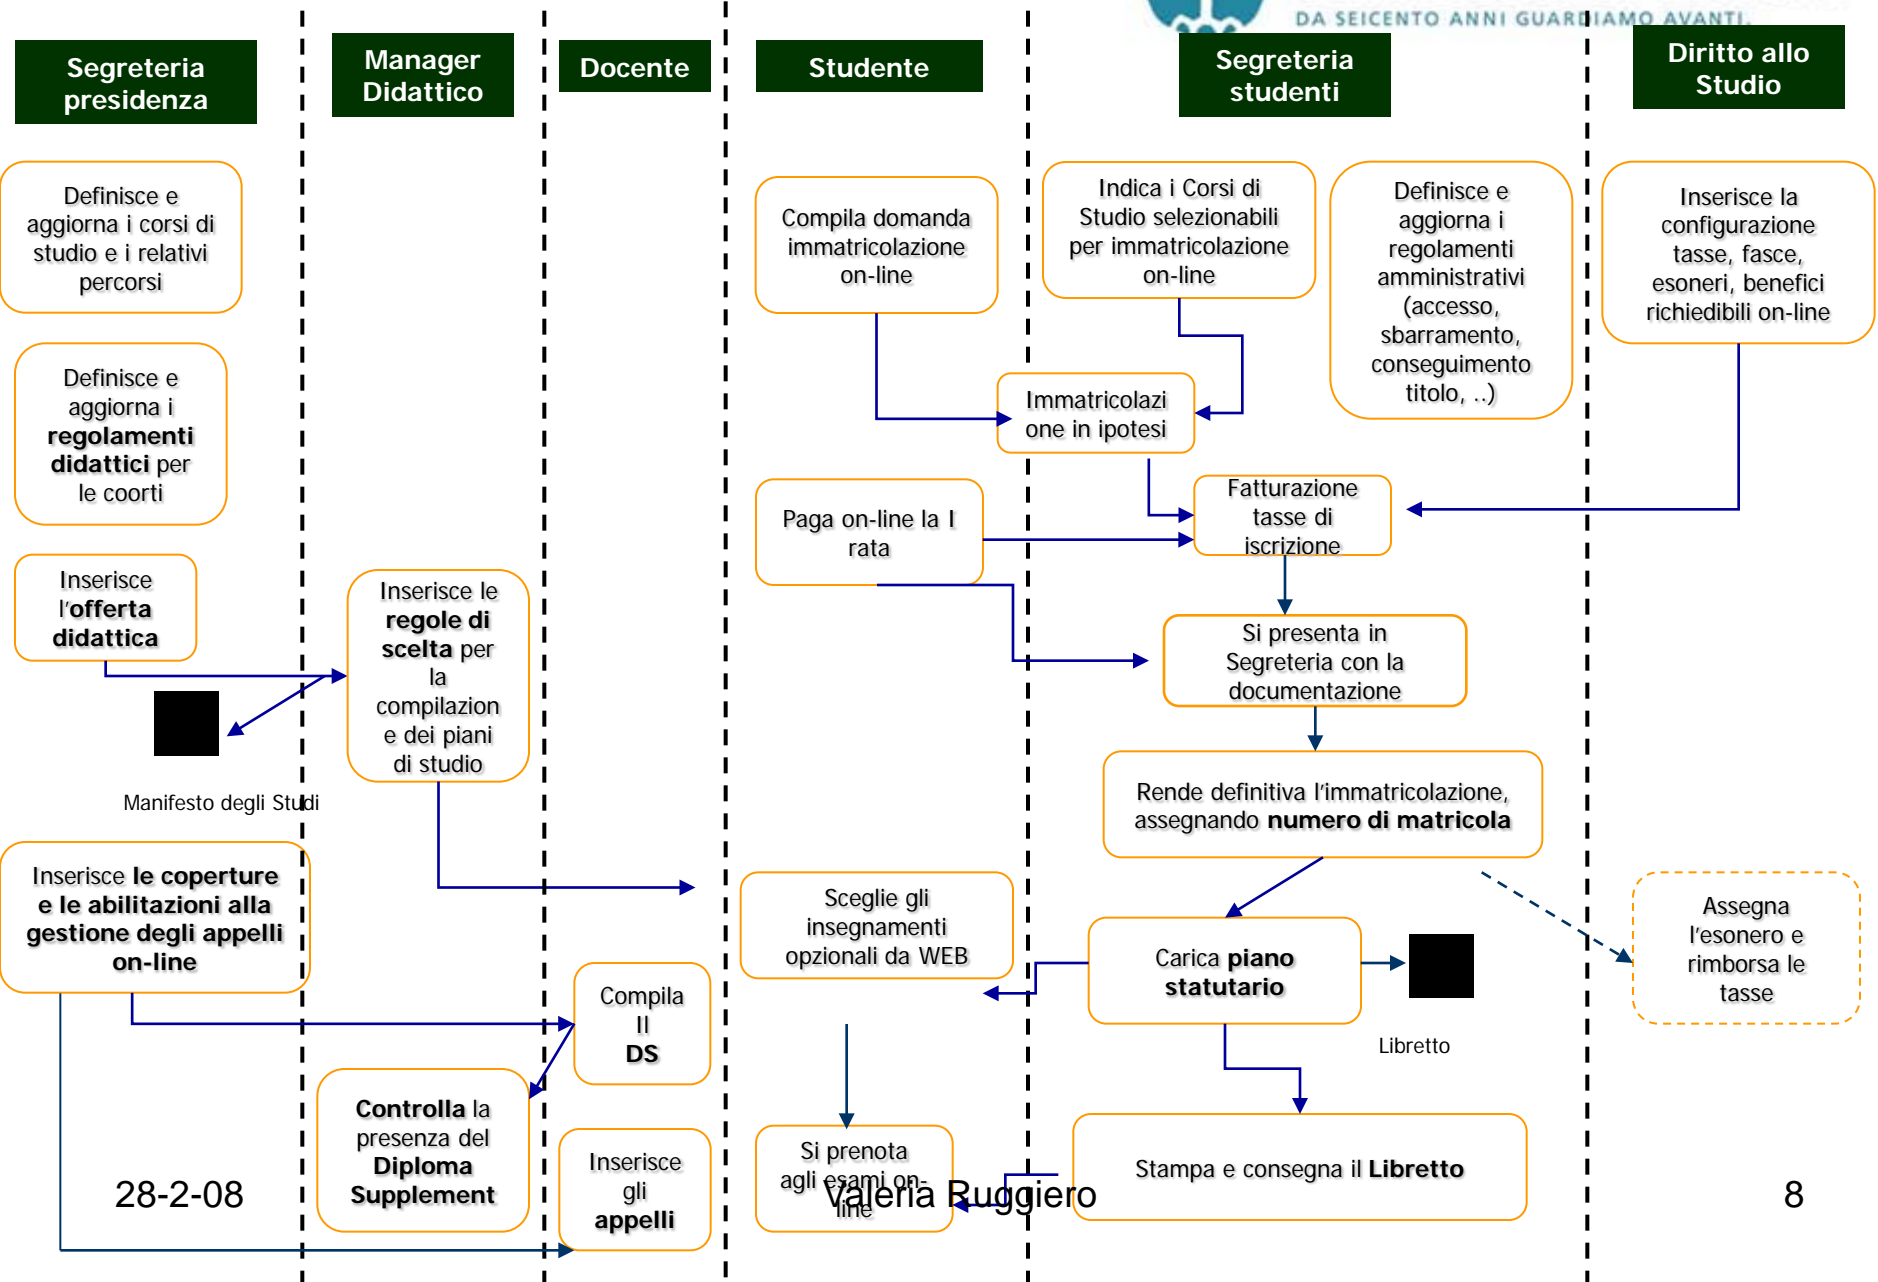 DA SEICENTO ANNI GUARDIAMO AVANTI.
Segreteria
presidenza
Manager
Didattico
Docente
Studente
Segreteria
studenti
Diritto allo
Studio
Definisce e
aggiorna i corsi di
studio e i relativi
percorsi
Definisce e
aggiorna i
regolamenti
didattici per
le coorti
Inserisce
l'offerta
didattica
Manifesto degli Studi
Inserisce le coperture
e le abilitazioni alla
gestione degli appelli
on-line
Inserisce le
regole di
scelta per
la
compilazion
e dei piani
di studio
Controlla la
presenza del
Diploma
Supplement
Compila
Il
DS
Inserisce
gli
appelli
Compila domanda
immatricolazione
on-line
Paga on-line la I
rata
Sceglie gli
insegnamenti
opzionali da WEB
Si prenota
agli esami on-
line
Indica i Corsi di
Studio selezionabili
per immatricolazione
on-line
Definisce e
aggiorna i
regolamenti
amministrativi
(accesso,
sbarramento,
conseguimento
titolo, ..)
Immatricolazi
one in ipotesi
Fatturazione
tasse di
iscrizione
Si presenta in
Segreteria con la
documentazione
Rende definitiva l'immatricolazione,
assegnando numero di matricola
Carica piano
statutario
Libretto
Stampa e consegna il Libretto
Inserisce la
configurazione
tasse, fasce,
esoneri, benefici
richiedibili on-line
Assegna
l'esonero e
rimborsa le
tasse
28-2-08
Valeria Ruggiero
8